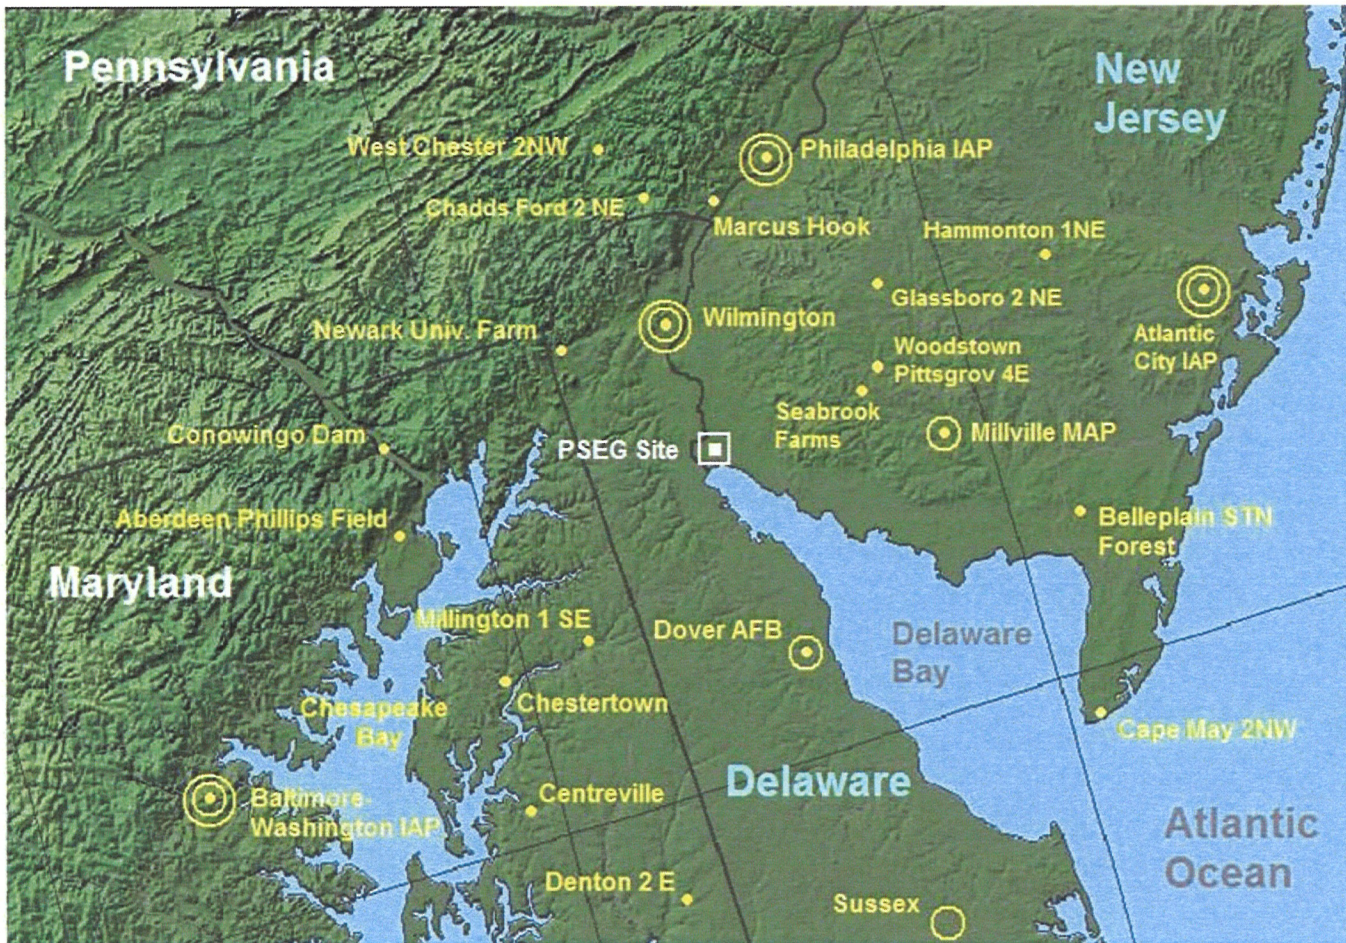 Pennsylvania
New
Jersey
West Chester 2NW
Philadelphia IAP
Chadds Ford 2 NE
Marcus Hook
Hammonton 1NE
Glassboro 2 NE
Newark Univ. Farm
Wilmington
Atlantic
City IAP
Woodstown
Pittsgrov 4E
Seabrook
Farms
Millville MAP
Conowingo Dam
PSEG Site
Aberdeen Phillips Field
Belleplain STN
Forest
Maryland
Millington 1 SE
Dover AFB
Delaware
Bay
Chestertown
Chesapeake
Bay
Cape May 2NW
Delaware
Baltimore-
Washington IAP
Centreville
Atlantic
Ocean
Denton 2 E
Sussex